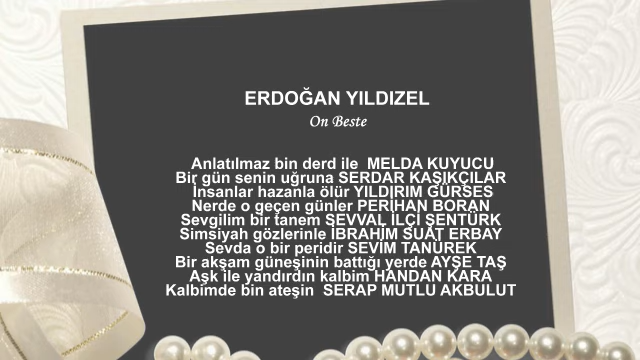 ERDOĞAN YILDIZEL
On Beste
Anlatılmaz bin derd ile MELDA KUYUCU
Bir gün senin uğruna SERDAR KAŞIKÇILAR
İnsanlar hazanla ölür YILDIRIM GÜRSES
Nerde o geçen günler PERİHAN BORAN
Sevgilim bir tanem ŞEVVAL İLÇİ ŞENTÜRK
Simsiyah gözlerinle İBRAHİM SUAT ERBAY
Sevda o bir peridir SEVİM TANÜREK
Bir akşam güneşinin battığı yerde AYŞE TAŞ
Aşk ile yandırdın kalbim HANDAN KARA
Kalbimde bin ateşin SERAP MUTLU AKBULUT